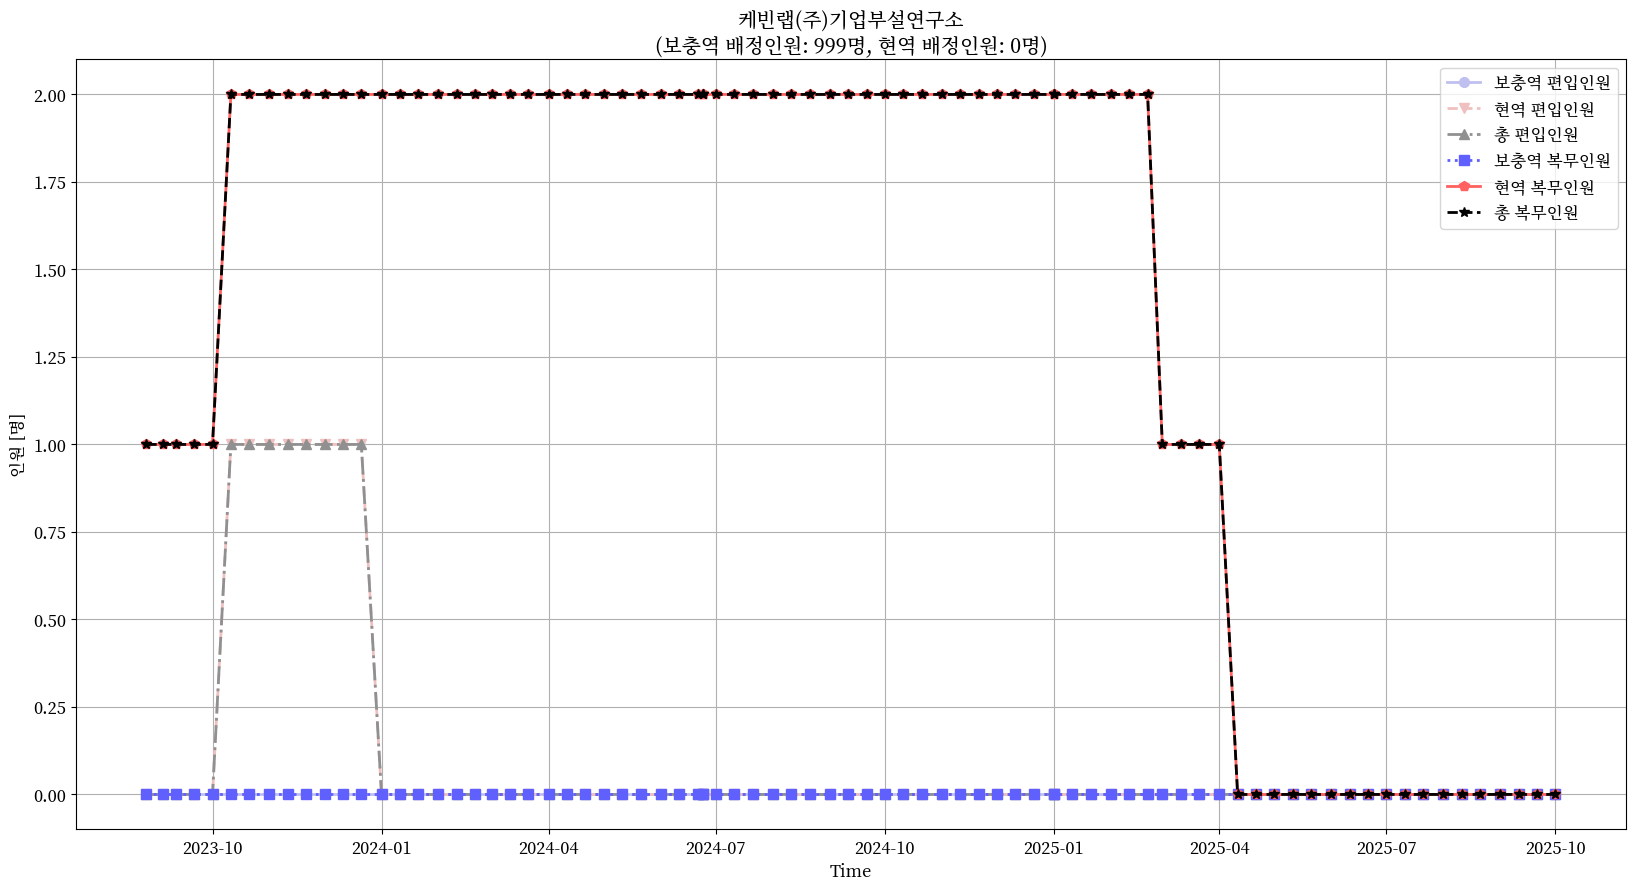 케빈랩(주)기업부설연구소
(보충역 배정인원: 999명, 현역 배정인원: 0명)
보충역 편입인원
현역 편입인원
총 편입인원
보충역 복무인원
현역 복무인원
총 복무인원
2.00
1.75
1.50
1.25
1.00
0.75
0.50
0.25
0.00
인원 [명]
2023-10
2024-01
2024-04
2024-07
2024-10
2025-01
2025-04
2025-07
2025-10
Time